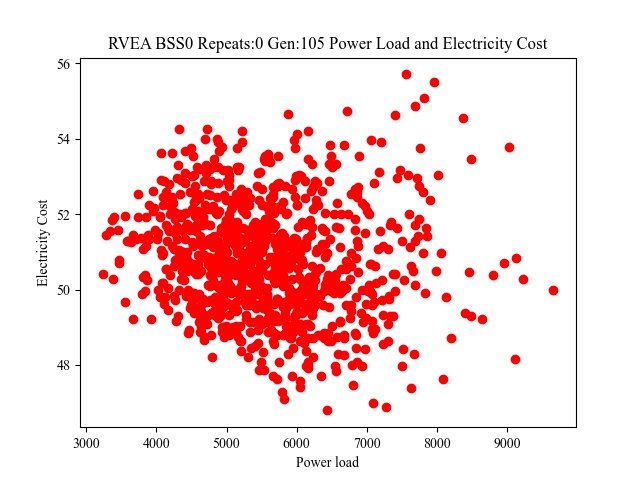 RVEA BSS0 Repeats:0 Gen:105 Power Load and Electricity Cost
56
54
52
50
48
Electricity Cost
3000 4000 5000 6000 7000 8000 9000
Power load